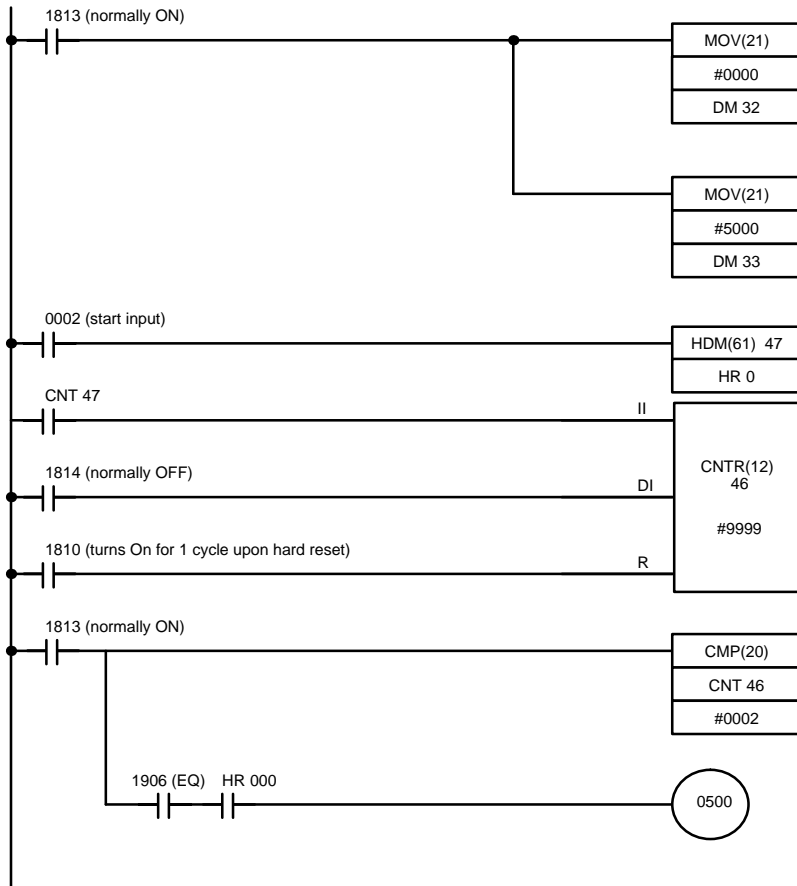 1813 (normally ON)
MOV(21)
#0000
DM 32
MOV(21)
#5000
DM 33
0002 (start input)
HDM(61) 47
HR 0
CNT 47
II
1814 (normally OFF)
DI
CNTR(12)
46
#9999
1810 (turns On for 1 cycle upon hard reset)
R
1813 (normally ON)
CMP(20)
CNT 46
#0002
1906 (EQ) HR 000
0500